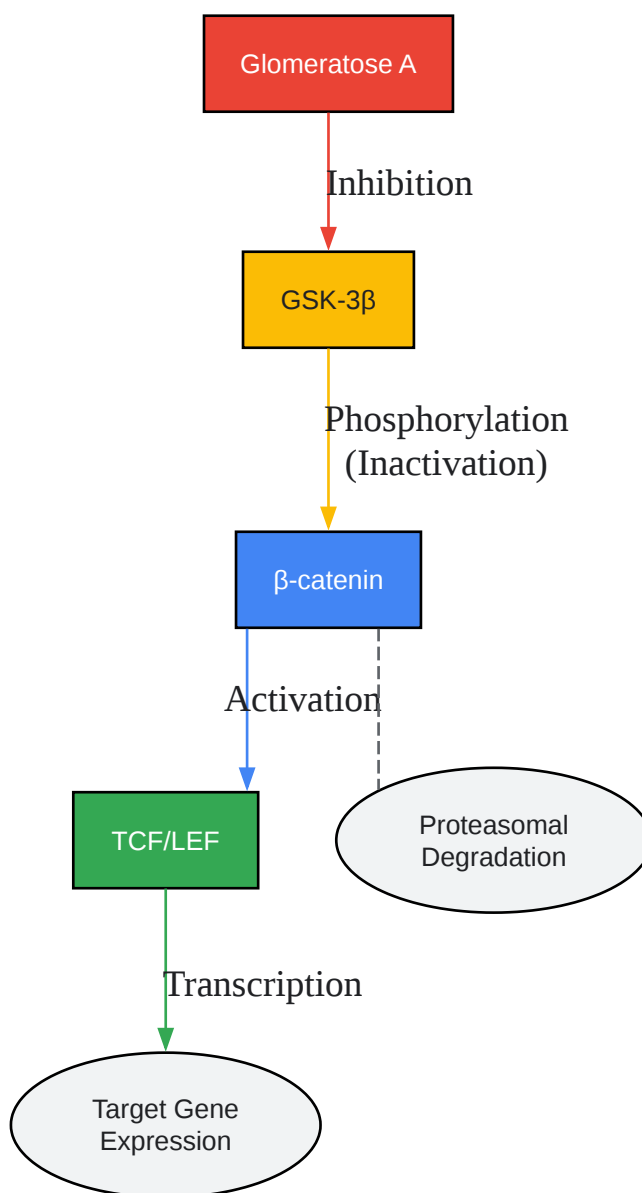 Glomeratose A
Inhibition
GSK-3β
Phosphorylation
(Inactivation)
β-catenin
Activation
TCF/LEF
Proteasomal
Degradation
Transcription
Target Gene
Expression